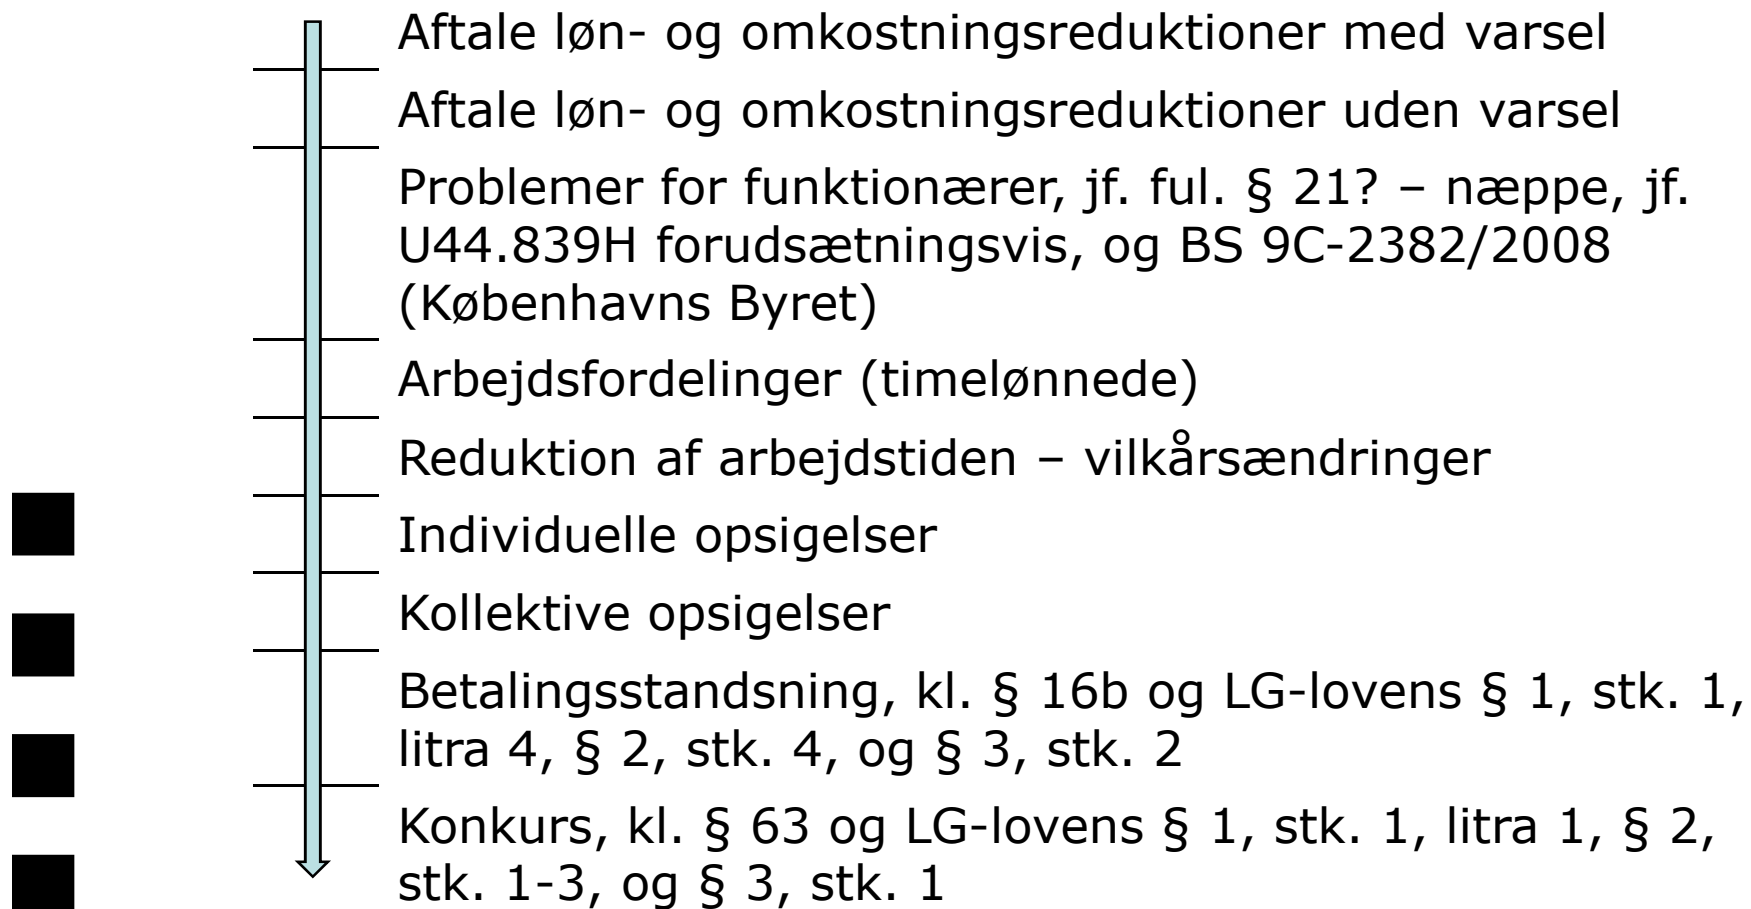 Aftale løn- og omkostningsreduktioner med varsel
Aftale løn- og omkostningsreduktioner uden varsel
Problemer for funktionærer, jf. ful. § 21? – næppe, jf.
U44.839H forudsætningsvis, og BS 9C-2382/2008
(Københavns Byret)
Arbejdsfordelinger (timelønnede)
Reduktion af arbejdstiden – vilkårsændringer
Individuelle opsigelser
Kollektive opsigelser
Betalingsstandsning, kl. § 16b og LG-lovens § 1, stk. 1,
litra 4, § 2, stk. 4, og § 3, stk. 2
Konkurs, kl. § 63 og LG-lovens § 1, stk. 1, litra 1, § 2,
stk. 1-3, og § 3, stk. 1